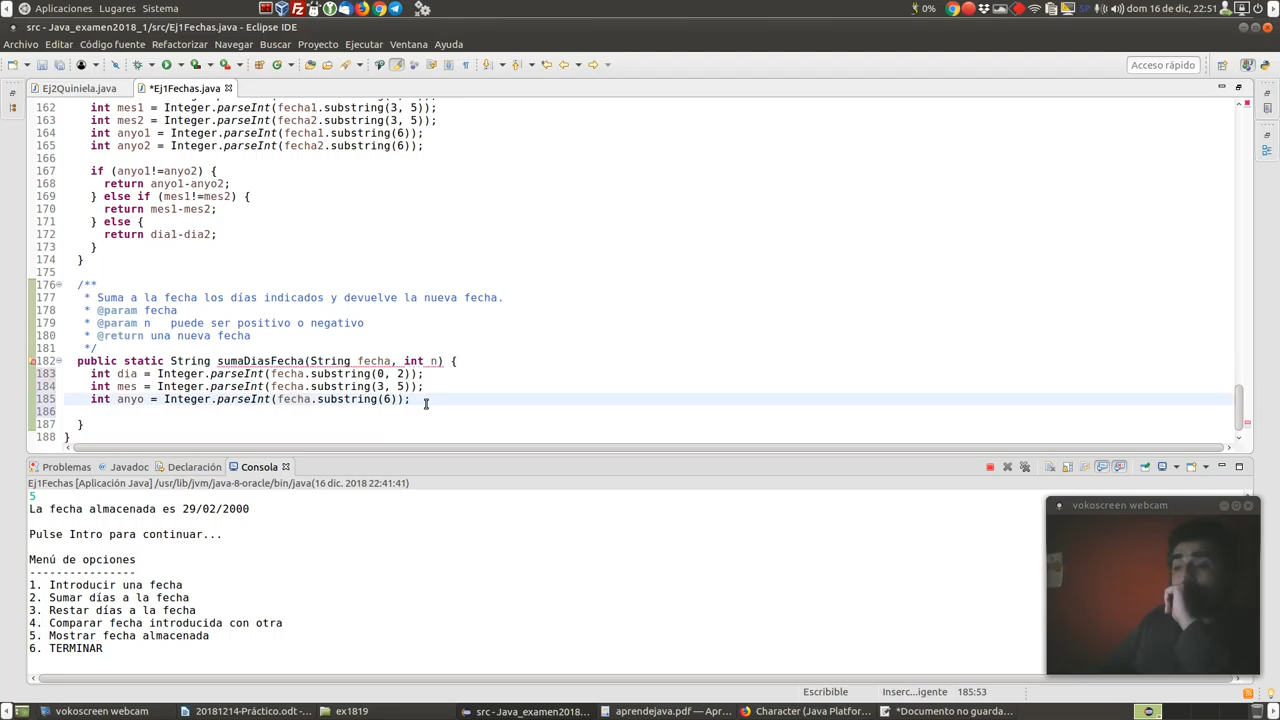 Aplicaciones Lugares Sistema 0% SP dom 16 de dic, 22:51
src - Java_examen2018_1/src/Ej1Fechas.java - Eclipse IDE
Archivo Editar Código fuente Refactorizar Navegar Buscar Proyecto Ejecutar Ventana Ayuda
Acceso rápido
Ej2Quiniela.java *Ej1Fechas.java
162 int mes1 = Integer.parseInt(fecha1.substring(3, 5));
163 int mes2 = Integer.parseInt(fecha2.substring(3, 5));
164 int anyo1 = Integer.parseInt(fecha1.substring(6));
165 int anyo2 = Integer.parseInt(fecha2.substring(6));
166
167 if (anyo1!=anyo2) {
168 return anyo1-anyo2;
169 } else if (mes1!=mes2) {
170 return mes1-mes2;
171 } else {
172 return dia1-dia2;
173 }
174 }
175
176 /**
177 * Suma a la fecha los días indicados y devuelve la nueva fecha.
178 * @param fecha
179 * @param n puede ser positivo o negativo
180 * @return una nueva fecha
181 */
182 public static String sumaDiasFecha(String fecha, int n) {
183 int dia = Integer.parseInt(fecha.substring(0, 2));
184 int mes = Integer.parseInt(fecha.substring(3, 5));
185 int anyo = Integer.parseInt(fecha.substring(6));
186
187 }
188 }
Problemas Javadoc Declaración Consola
Ej1Fechas [Aplicación Java] /usr/lib/jvm/java-8-oracle/bin/java(16 dic. 2018 22:41:41)
5
La fecha almacenada es 29/02/2000
Pulse Intro para continuar...
Menú de opciones
----------------
1. Introducir una fecha
2. Sumar días a la fecha
3. Restar días a la fecha
4. Comparar fecha introducida con otra
5. Mostrar fecha almacenada
6. TERMINAR
vokoscreen webcam
Escribible Inserc...igente 185:53
vokoscreen webcam 20181214-Práctico.odt -... ex1819 src - Java_examen2018... aprendejava.pdf — Apr... Character (Java Platfor... *Documento no guarda...